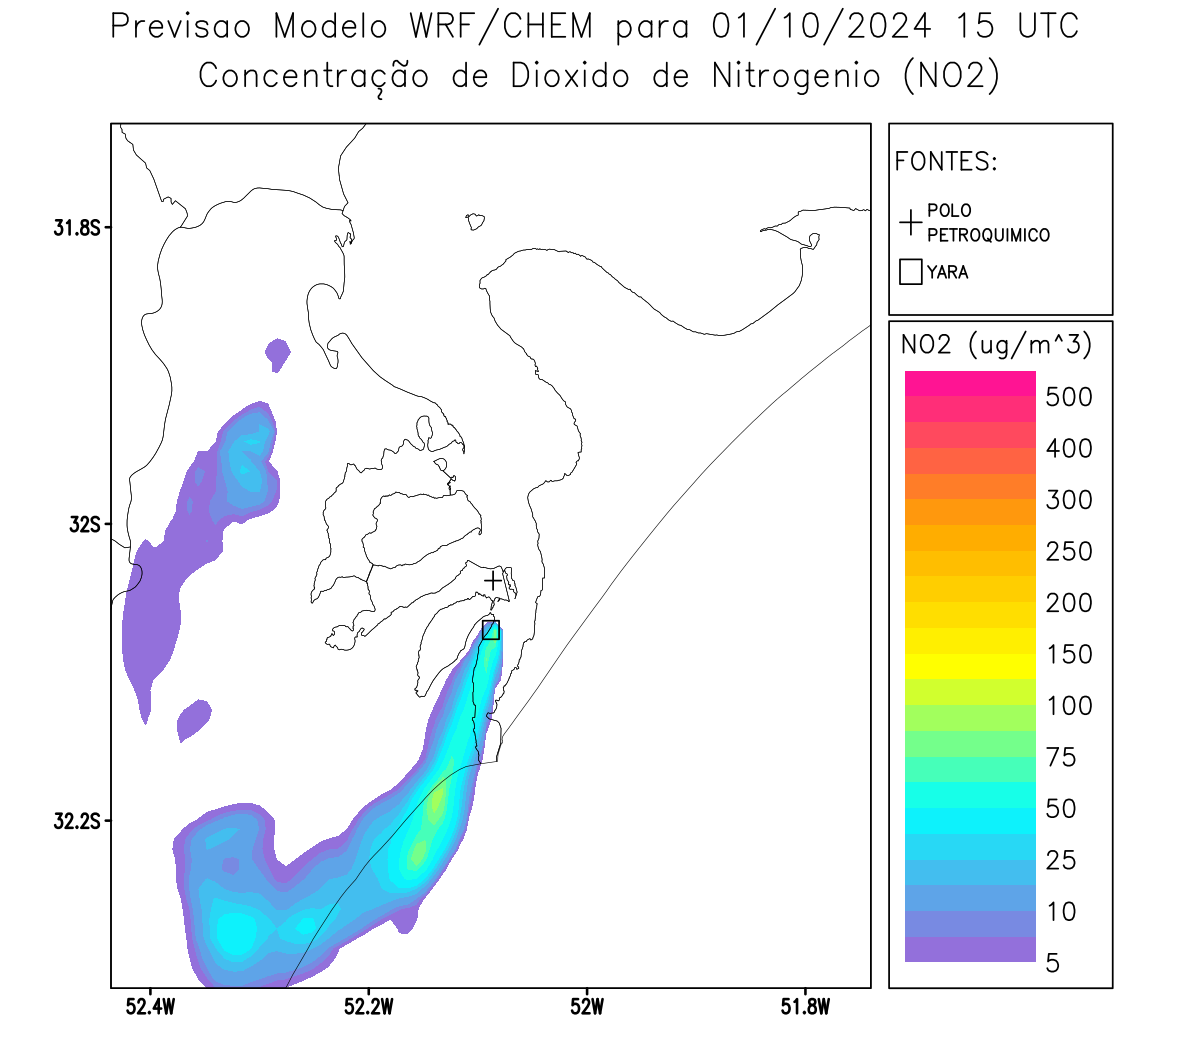 Previsao Modelo WRF/CHEM para 01/10/2024 15 UTC
Concentração de Dioxido de Nitrogenio (NO2)
FONTES:
POLO
PETROQUIMICO
YARA
NO2 (ug/m^3)
500
400
300
250
200
150
100
75
50
25
10
5
31.8S
32S
32.2S
52.4W
52.2W
52W
51.8W